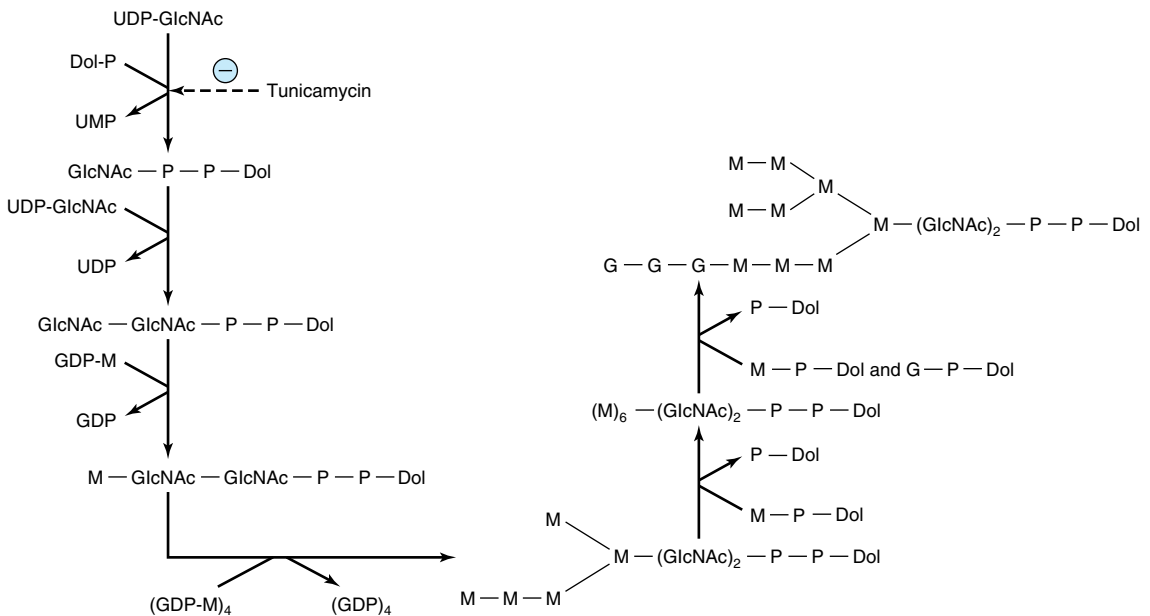 UDP-GlcNAc
Dol-P
− Tunicamycin
UMP
GlcNAc — P — P — Dol
UDP-GlcNAc
UDP
GlcNAc — GlcNAc — P — P — Dol
GDP-M
GDP
M — GlcNAc — GlcNAc — P — P — Dol
(GDP-M)₄ (GDP)₄
M
M — (GlcNAc)₂ — P — P — Dol
M — M — M
P — Dol
M — P — Dol
(M)₆ — (GlcNAc)₂ — P — P — Dol
P — Dol
M — P — Dol and G — P — Dol
M — M
M
M — M
M — (GlcNAc)₂ — P — P — Dol
G — G — G — M — M — M